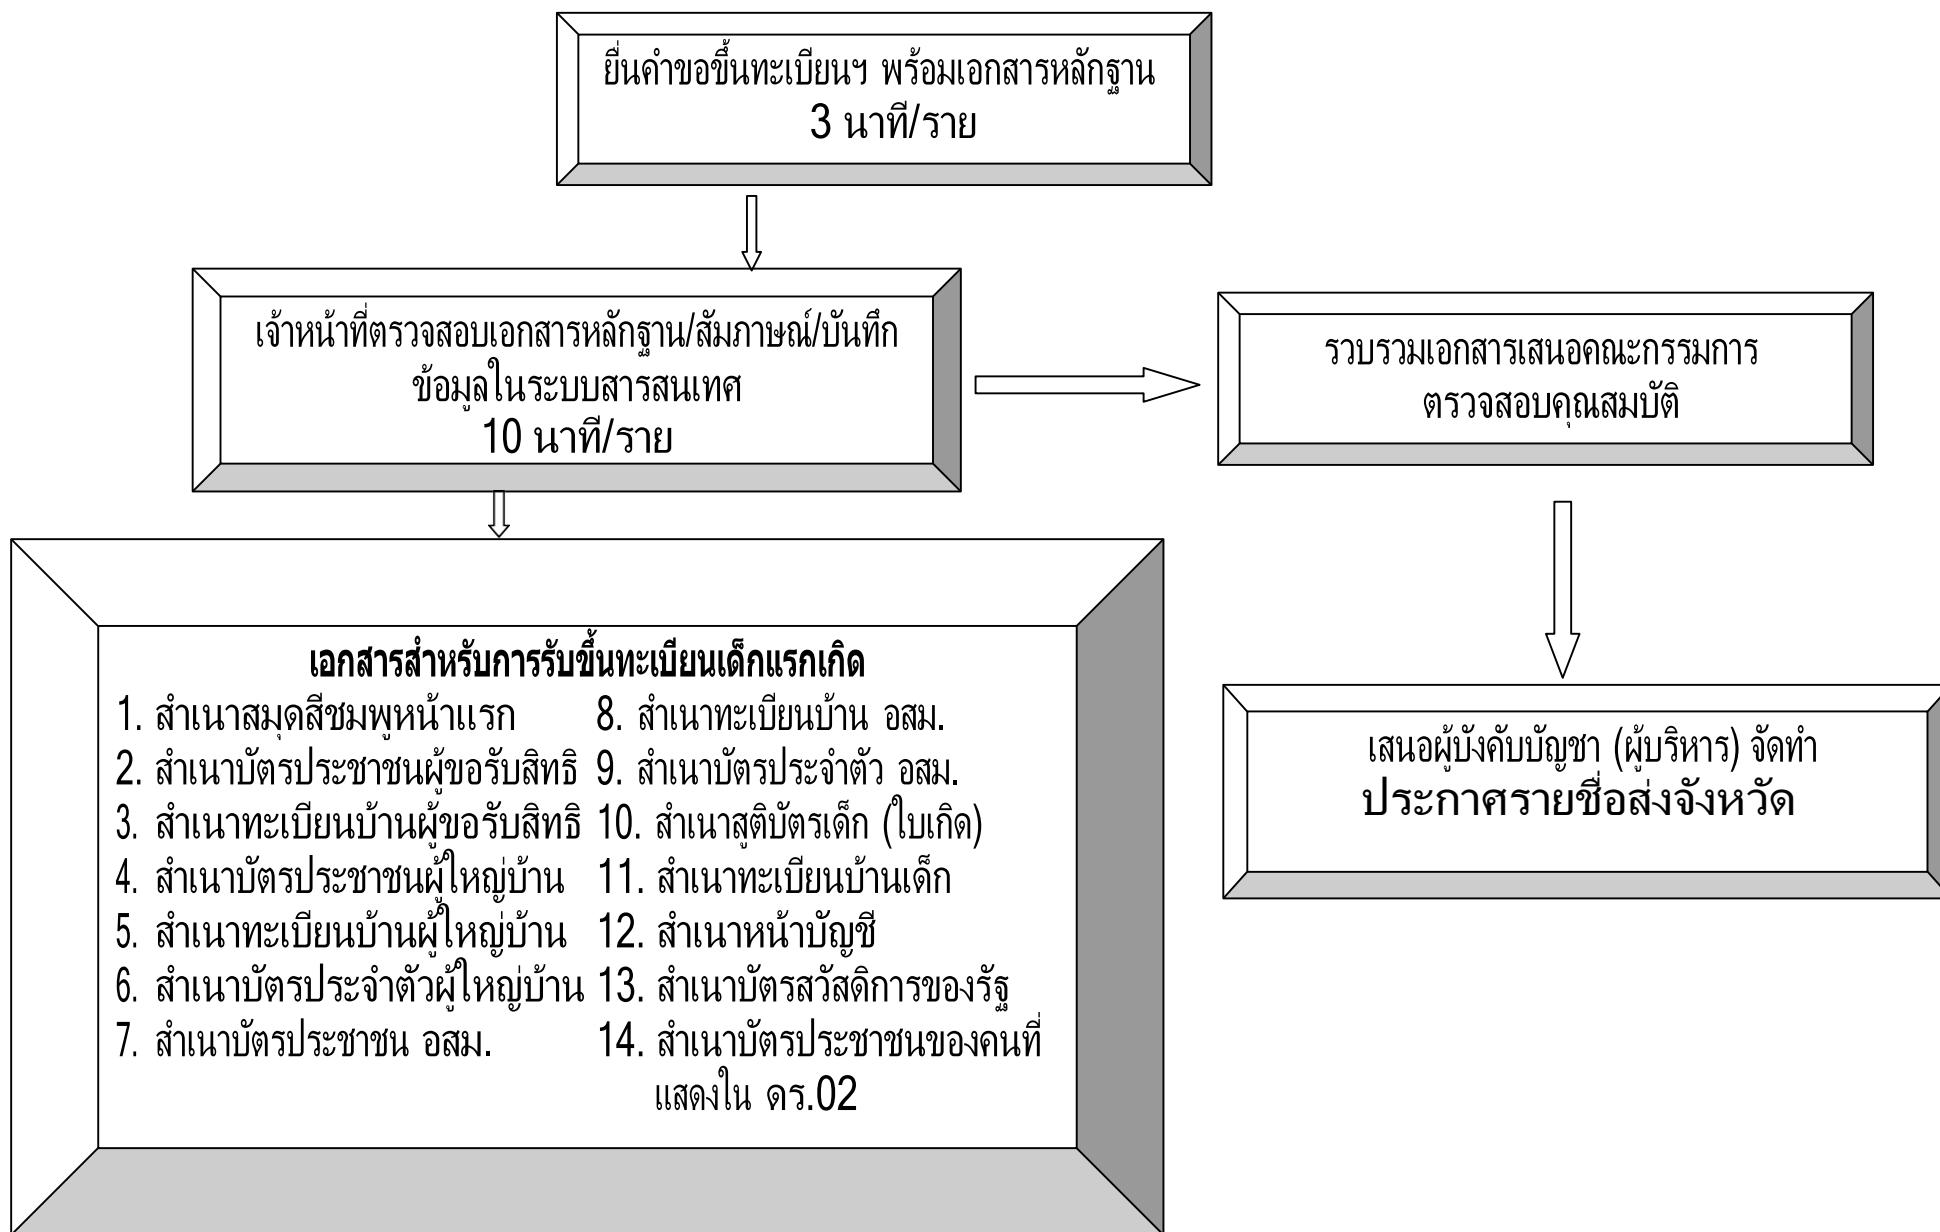 ยื่นคำขอขึ้นทะเบียนฯ พร้อมเอกสารหลักฐาน
3 นาที/ราย
เจ้าหน้าที่ตรวจสอบเอกสารหลักฐาน/สัมภาษณ์/บันทึก
ข้อมูลในระบบสารสนเทศ
10 นาที/ราย
รวบรวมเอกสารเสนอคณะกรรมการ
ตรวจสอบคุณสมบัติ
เสนอผู้บังคับบัญชา (ผู้บริหาร) จัดทำ
ประกาศรายชื่อส่งจังหวัด
เอกสารสำหรับการรับขึ้นทะเบียนเด็กแรกเกิด
1. สำเนาสมุดสีชมพูหน้าแรก
2. สำเนาบัตรประชาชนผู้ขอรับสิทธิ
3. สำเนาทะเบียนบ้านผู้ขอรับสิทธิ
4. สำเนาบัตรประชาชนผู้ใหญ่บ้าน
5. สำเนาทะเบียนบ้านผู้ใหญ่บ้าน
6. สำเนาบัตรประจำตัวผู้ใหญ่บ้าน
7. สำเนาบัตรประชาชน อสม.
8. สำเนาทะเบียนบ้าน อสม.
9. สำเนาบัตรประจำตัว อสม.
10. สำเนาสูติบัตรเด็ก (ใบเกิด)
11. สำเนาทะเบียนบ้านเด็ก
12. สำเนาหน้าบัญชี
13. สำเนาบัตรสวัสดิการของรัฐ
14. สำเนาบัตรประชาชนของคนที่
แสดงใน ดร.02